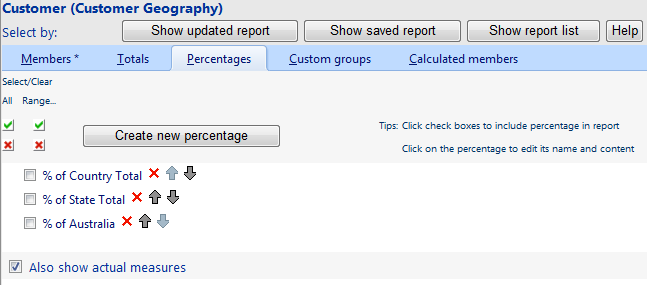 Customer (Customer Geography)
Select by: Show updated report Show saved report Show report list Help
Members * Totals Percentages Custom groups Calculated members
Select/Clear
All Range...
Create new percentage
Tips: Click check boxes to include percentage in report
Click on the percentage to edit its name and content
% of Country Total
% of State Total
% of Australia
Also show actual measures